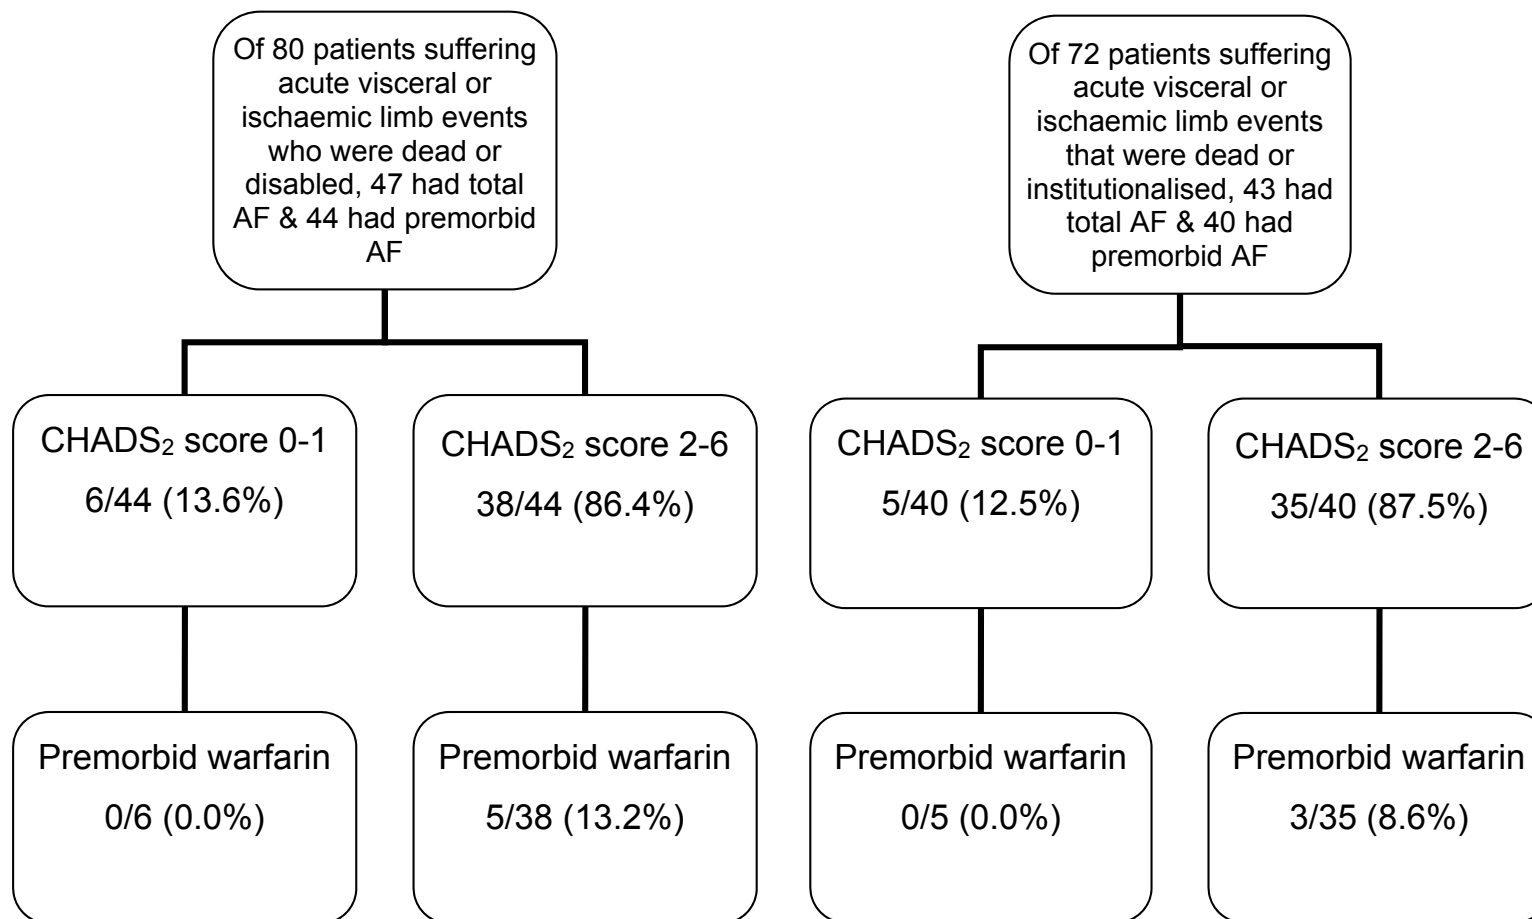 Of 80 patients suffering
acute visceral or
ischaemic limb events
who were dead or
disabled, 47 had total
AF & 44 had premorbid
AF
Of 72 patients suffering
acute visceral or
ischaemic limb events
that were dead or
institutionalised, 43 had
total AF & 40 had
premorbid AF
CHADS₂ score 0-1
6/44 (13.6%)
CHADS₂ score 2-6
38/44 (86.4%)
CHADS₂ score 0-1
5/40 (12.5%)
CHADS₂ score 2-6
35/40 (87.5%)
Premorbid warfarin
0/6 (0.0%)
Premorbid warfarin
5/38 (13.2%)
Premorbid warfarin
0/5 (0.0%)
Premorbid warfarin
3/35 (8.6%)